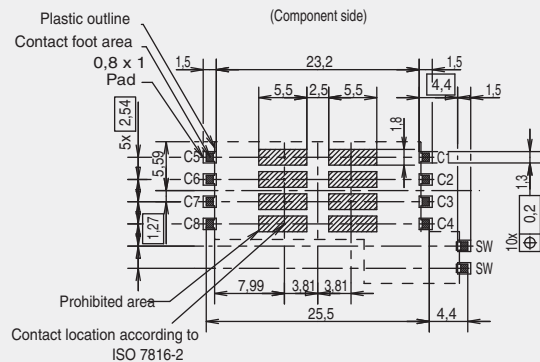 (Component side)
Plastic outline
Contact foot area
0,8 x 1
Pad
1,5
23,2
1,5
4,4
1,5
5,5
2,5
5,5
1,8
5x 2,54
5,59
C5
C1
C6
C2
C7
C3
C8
C4
1,3
10x
⌖ 0,2
1,27
SW
SW
Prohibited area
7,99
3,81
3,81
25,5
4,4
Contact location according to
ISO 7816-2